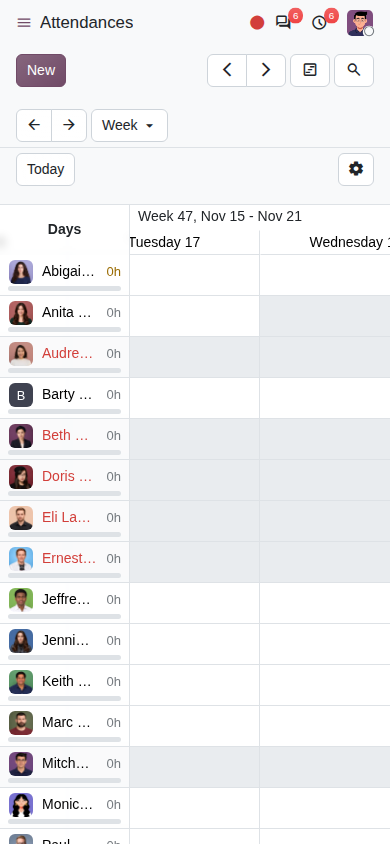 Attendances
6
6
New
Week
Today
Week 47, Nov 15 - Nov 21
Days
Tuesday 17
Wednesday
Abigai... 0h
Anita ... 0h
Audre... 0h
B Barty ... 0h
Beth ... 0h
Doris ... 0h
Eli La... 0h
Ernest... 0h
Jeffre... 0h
Jenni... 0h
Keith ... 0h
Marc ... 0h
Mitch... 0h
Monic... 0h
Paul 0h